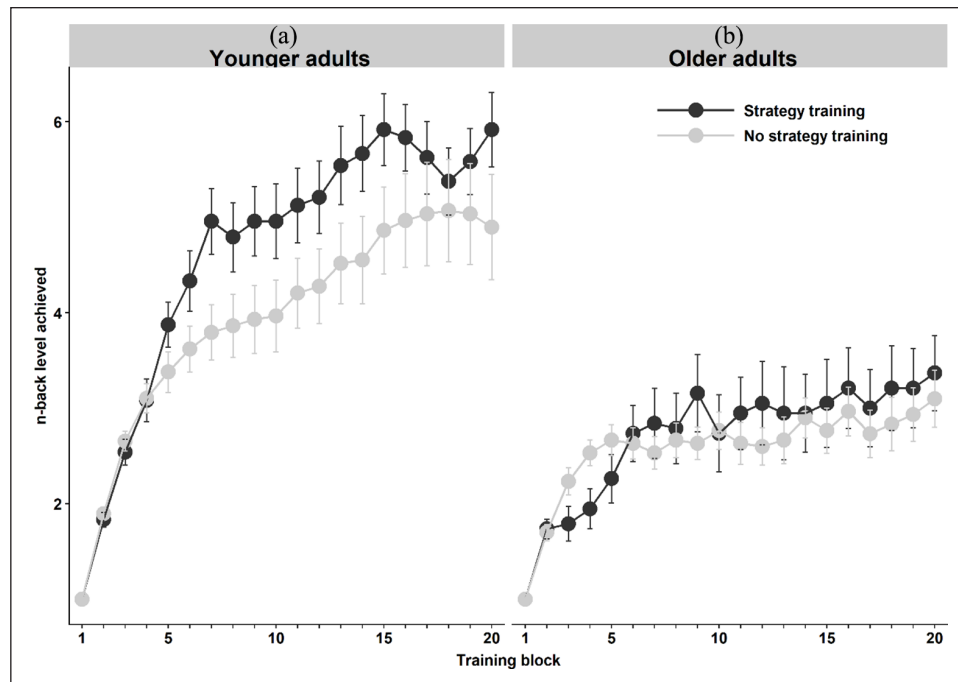 (a)
Younger adults
(b)
Older adults
Strategy training
No strategy training
n-back level achieved
6
4
2
1 5 10 15 20
1 5 10 15 20
Training block